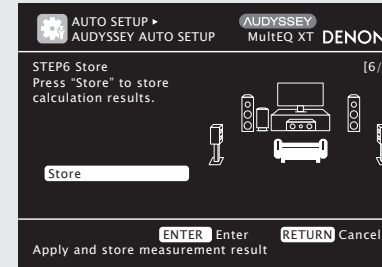 AUTO SETUP ▸
AUDYSSEY AUTO SETUP
AUDYSSEY
MultEQ XT DENON
STEP6 Store
[6/
Press “Store” to store
calculation results.
Store
ENTER Enter RETURN Cancel
Apply and store measurement result